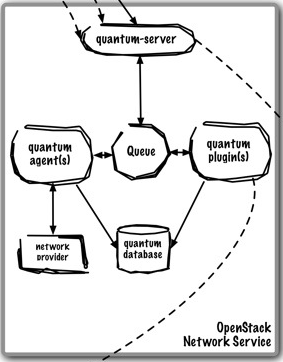 quantum-server
quantum
agent(s)
Queue
quantum
plugin(s)
network
provider
quantum
database
OpenStack
Network Service